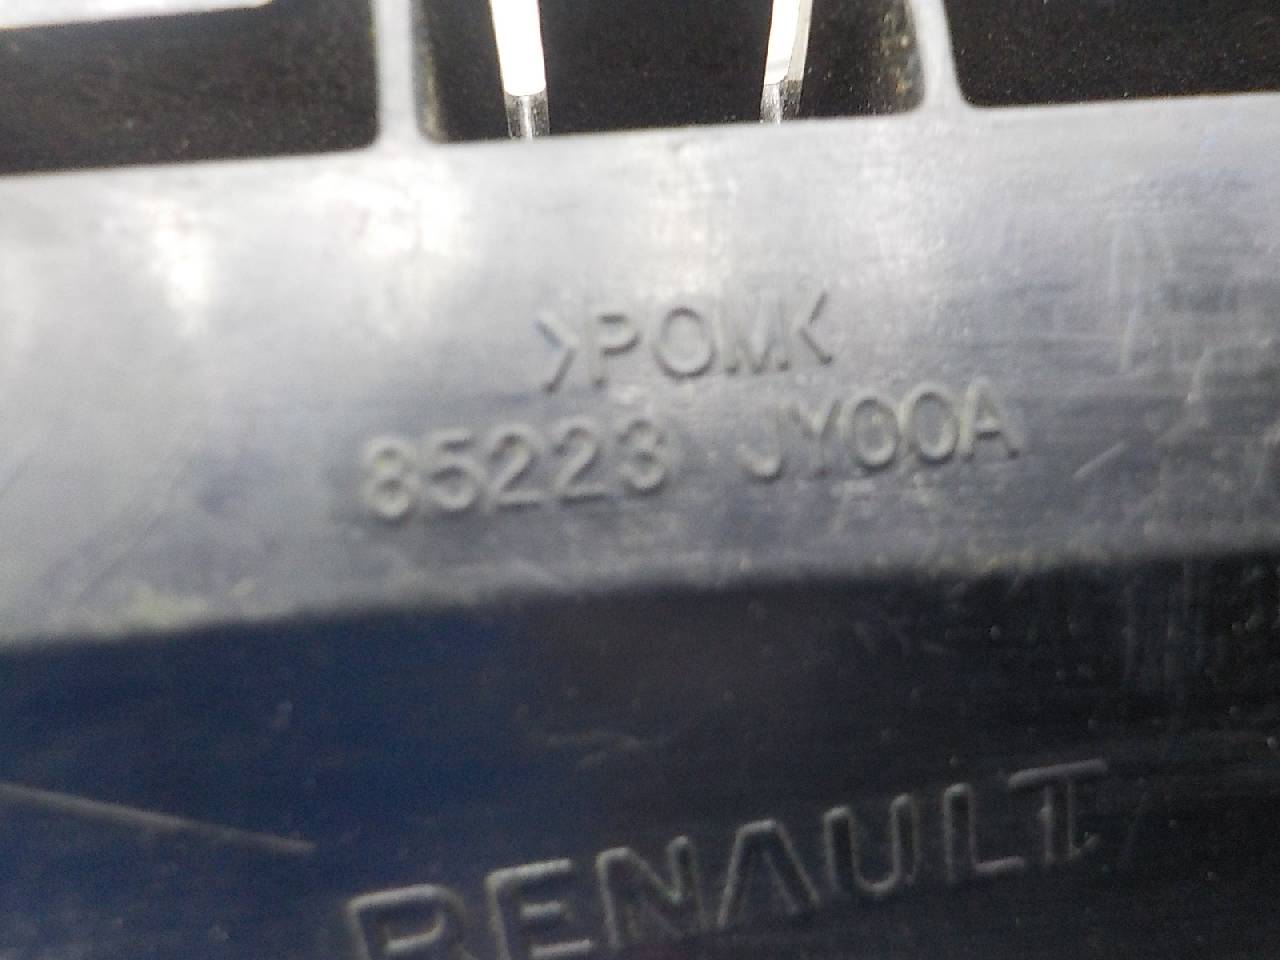 >POM<
85223 JY00A
RENAULT